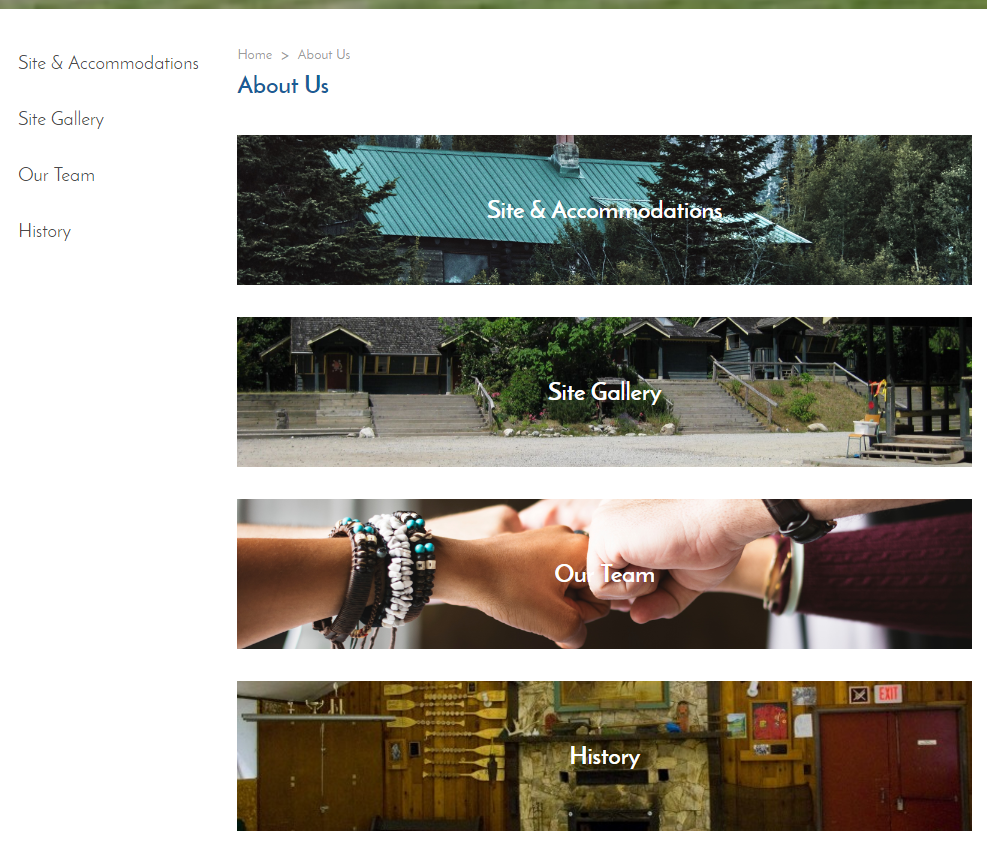 Site & Accommodations
Site Gallery
Our Team
History
Home > About Us
About Us
Site & Accommodations
Site Gallery
Our Team
History
EXIT